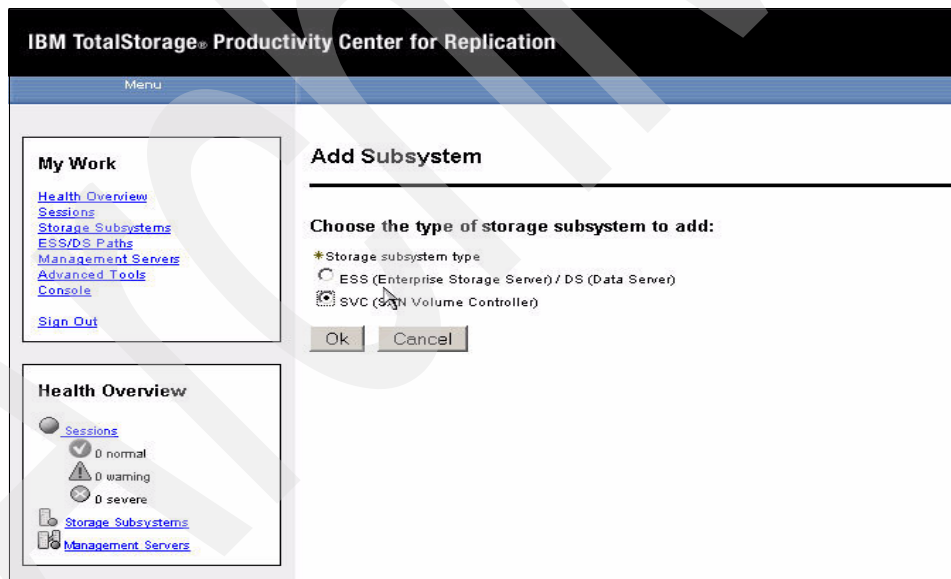 IBM TotalStorage® Productivity Center for Replication
Menu
My Work
Health Overview
Sessions
Storage Subsystems
ESS/DS Paths
Management Servers
Advanced Tools
Console
Sign Out
Health Overview
Sessions
0 normal
0 warning
0 severe
Storage Subsystems
Management Servers
Add Subsystem
Choose the type of storage subsystem to add:
*Storage subsystem type
ESS (Enterprise Storage Server) / DS (Data Server)
SVC (SAN Volume Controller)
Ok Cancel